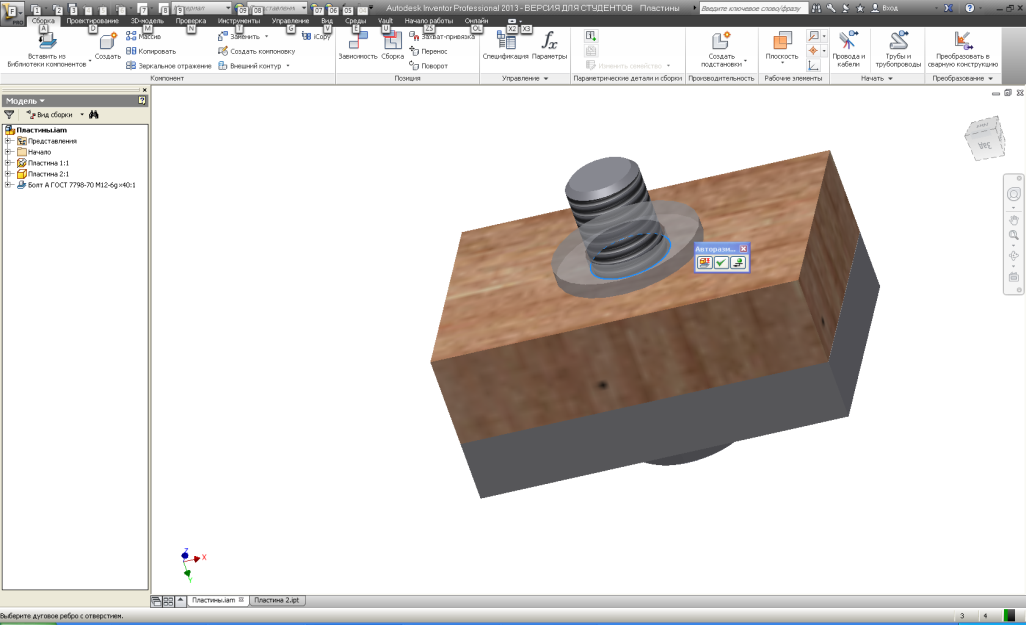 Autodesk Inventor Professional 2013 - ВЕРСИЯ ДЛЯ СТУДЕНТОВ Пластины
Введите ключевое слово/фразу
Вход
PRO
Сборка
Проектирование
3D-модель
Проверка
Инструменты
Управление
Вид
Среды
Vault
Начало работы
Онлайн
Вставить из
Библиотеки компонентов
Создать
Массив
Копировать
Зеркальное отражение
Заменить
Создать компоновку
Внешний контур
iCopy
Зависимость
Сборка
Захват-привязка
Перенос
Поворот
Спецификация
Параметры
Изменить семейство
Создать
подстановки
Плоскость
Провода и
кабели
Трубы и
трубопроводы
Преобразовать в
сварную конструкцию
Компонент
Позиция
Управление
Параметрические детали и сборки
Производительность
Рабочие элементы
Начать
Преобразование
Модель
Вид сборки
Пластины.iam
Представления
Начало
Пластина 1:1
Пластина 2:1
Болт А ГОСТ 7798-70 М12-6g×40:1
Авторазм...
Z
X
Y
Пластины.iam
Пластина 2.ipt
Выберите дуговое ребро с отверстием.
3
4